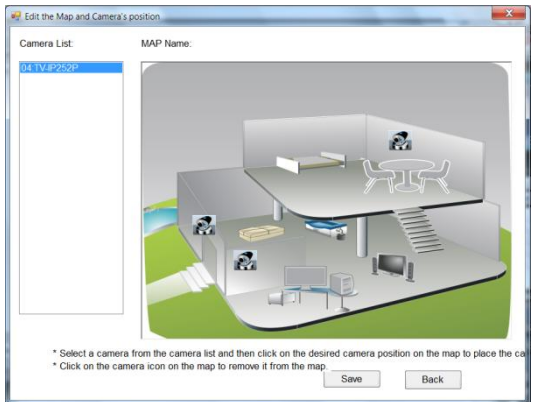 Edit the Map and Camera's position
Camera List:
MAP Name:
04:TV-IP252P
* Select a camera from the camera list and then click on the desired camera position on the map to place the ca
* Click on the camera icon on the map to remove it from the map.
Save
Back